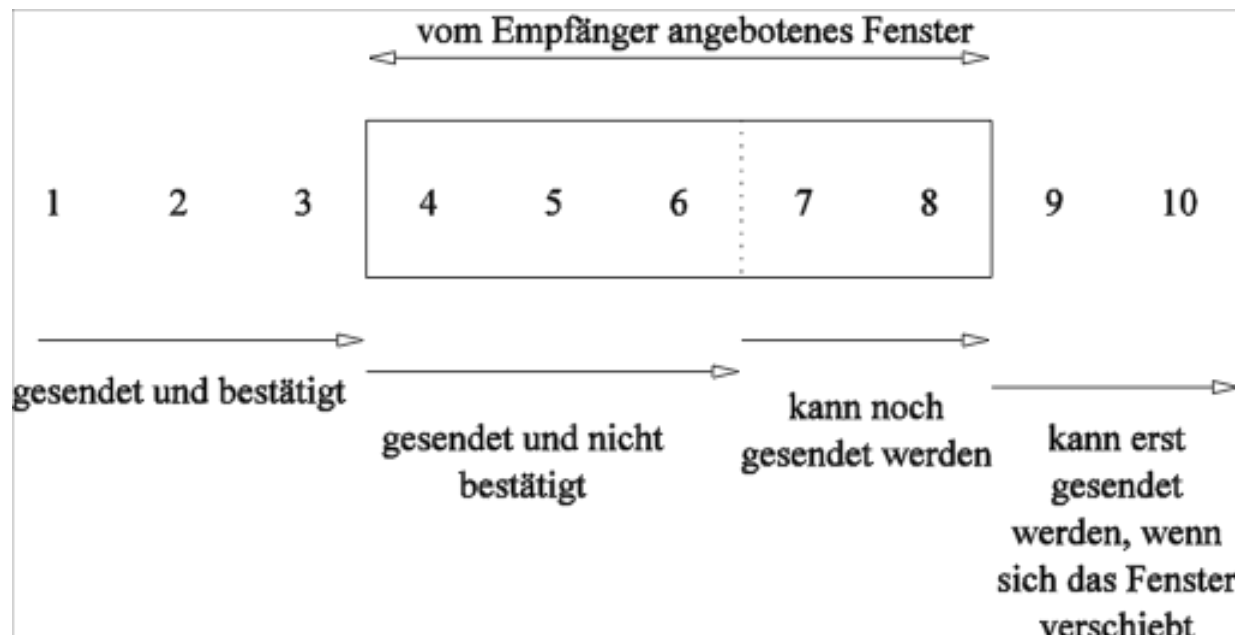 vom Empfänger angebotenes Fenster
1 2 3 4 5 6 7 8 9 10
gesendet und bestätigt
gesendet und nicht
bestätigt
kann noch
gesendet werden
kann erst
gesendet
werden, wenn
sich das Fenster
verschiebt